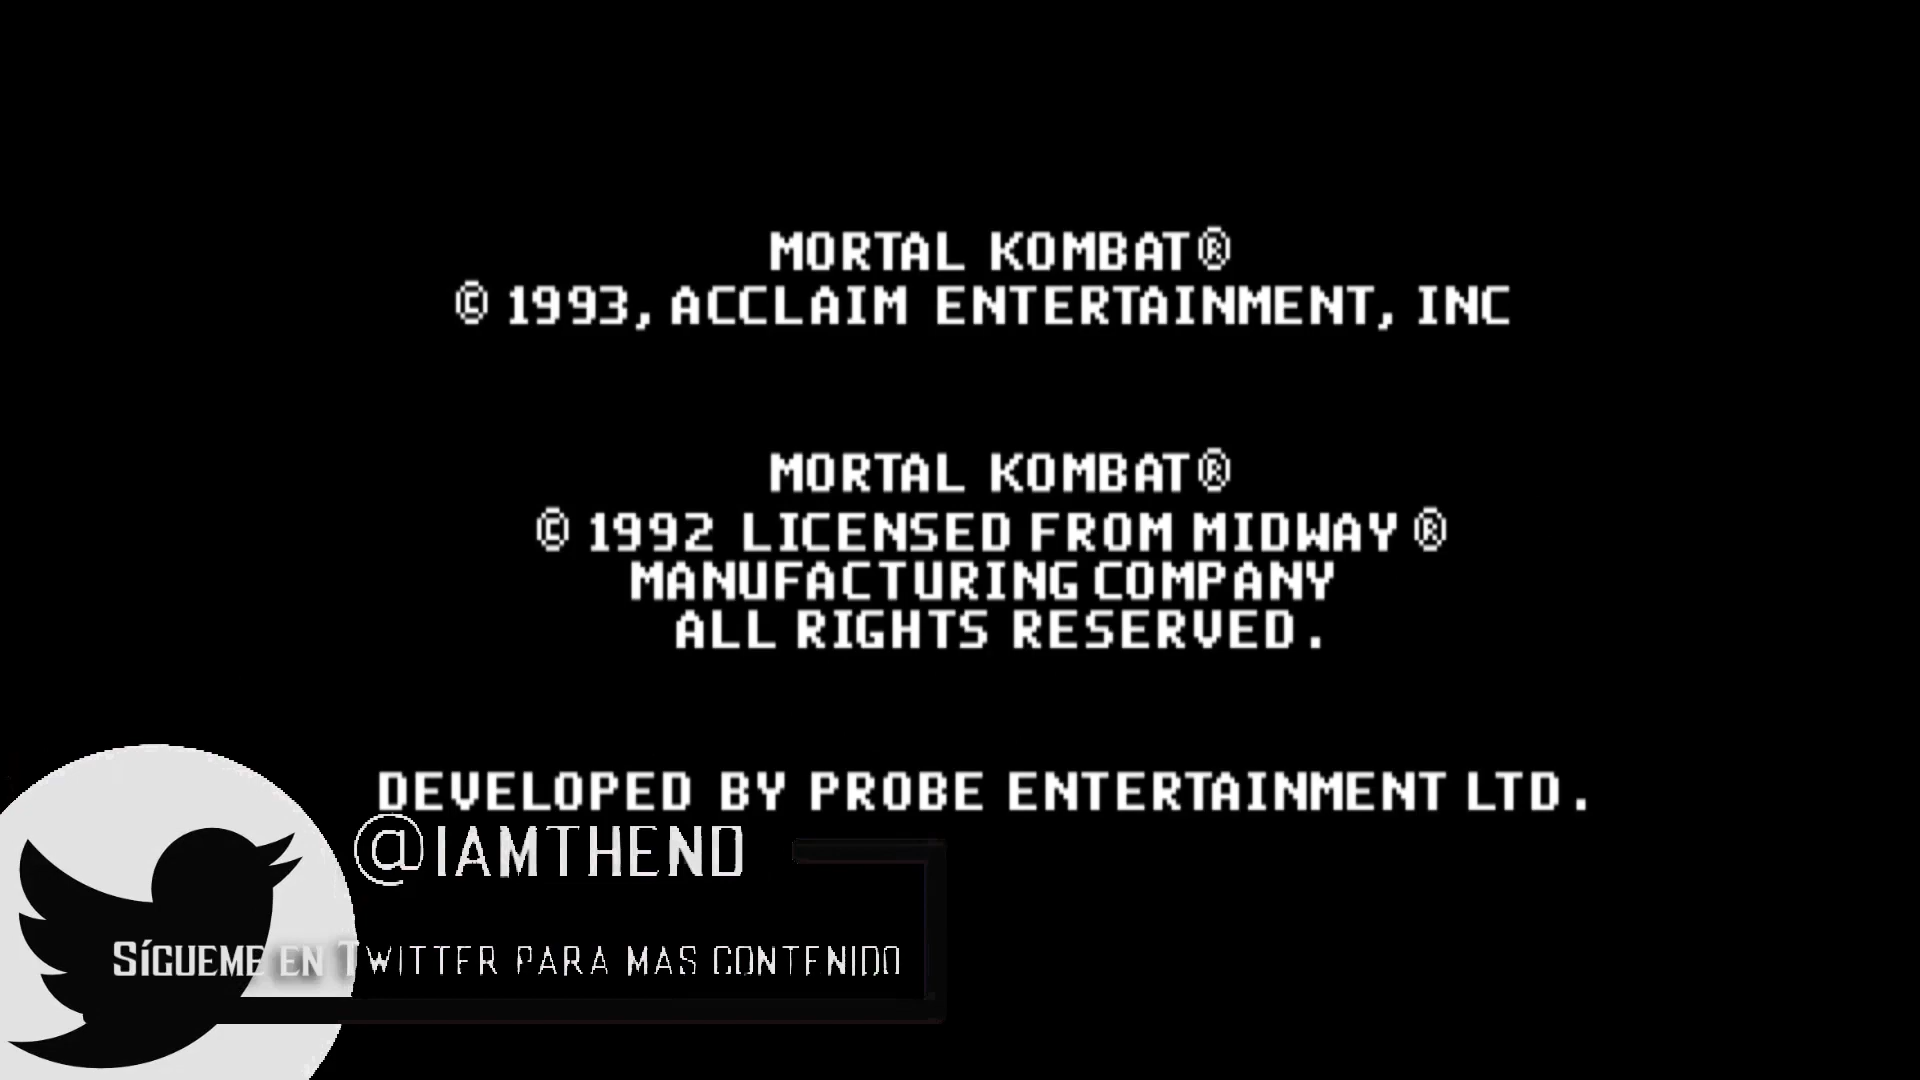 MORTAL KOMBAT®
© 1993, ACCLAIM ENTERTAINMENT, INC
MORTAL KOMBAT®
© 1992 LICENSED FROM MIDWAY®
MANUFACTURING COMPANY
ALL RIGHTS RESERVED.
DEVELOPED BY PROBE ENTERTAINMENT LTD.
@IAMTHEND
SÍGUEME EN TWITTER PARA MAS CONTENIDO